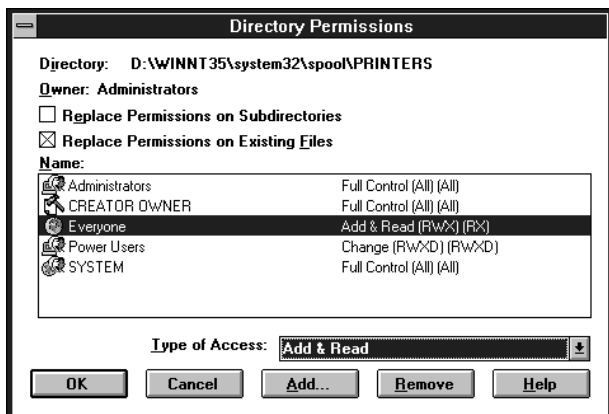 Directory Permissions
Directory: D:\WINNT35\system32\spool\PRINTERS
Owner: Administrators
Replace Permissions on Subdirectories
Replace Permissions on Existing Files
Name:
Administrators Full Control (All) (All)
CREATOR OWNER Full Control (All) (All)
Everyone Add & Read (RWX) (RX)
Power Users Change (RWXD) (RWXD)
SYSTEM Full Control (All) (All)
Type of Access: Add & Read
OK Cancel Add... Remove Help